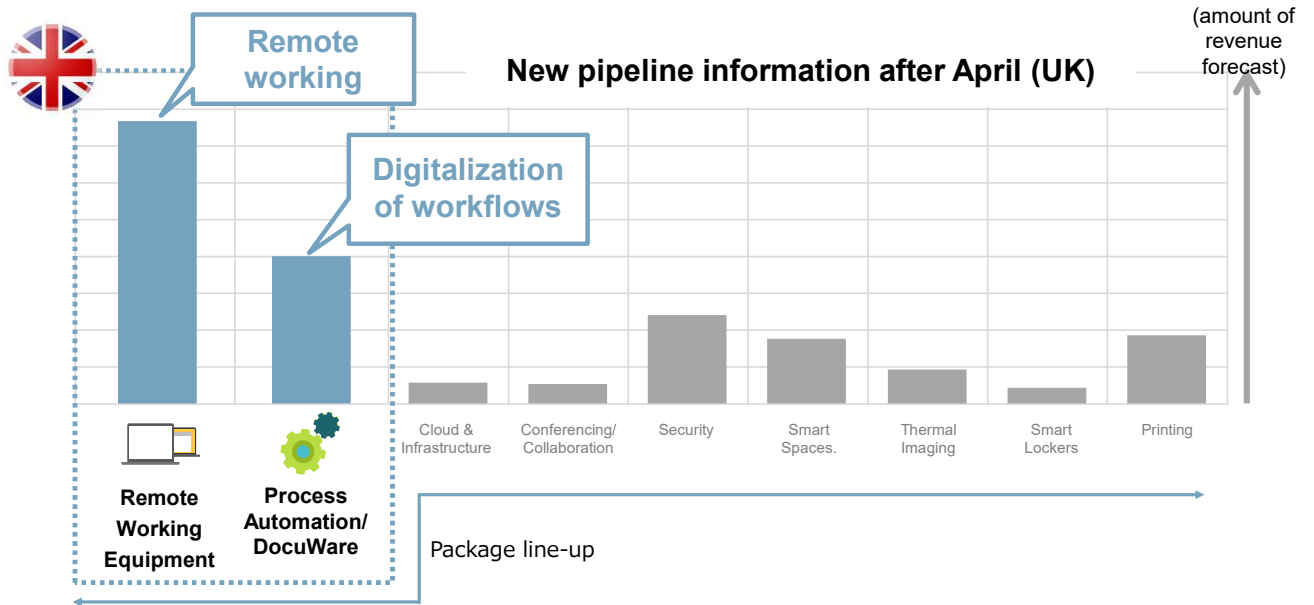 (amount of
revenue
forecast)
Remote
working
New pipeline information after April (UK)
Digitalization
of workflows
Cloud &
Infrastructure
Conferencing/
Collaboration
Security
Smart
Spaces.
Thermal
Imaging
Smart
Lockers
Printing
Remote
Working
Equipment
Process
Automation/
DocuWare
Package line-up